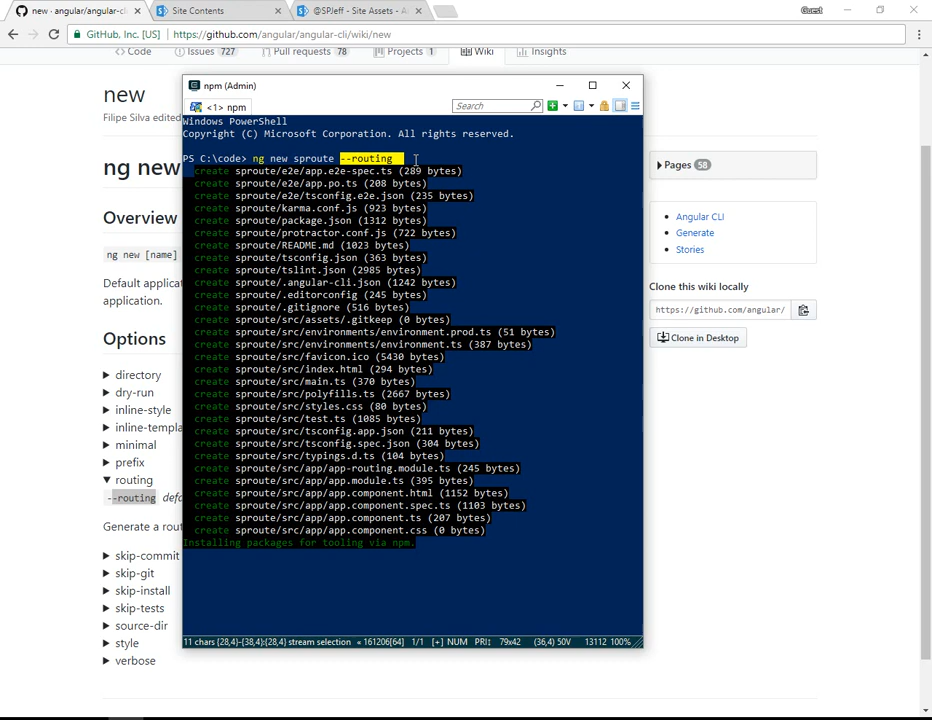 new · angular/angular-cli
Site Contents
@SPJeff - Site Assets - A
Guest
GitHub, Inc. [US]
https://github.com/angular/angular-cli/wiki/new
Code
Issues 727
Pull requests 78
Projects 1
Wiki
Insights
new
Filipe Silva edited
ng new
Overview
ng new [name]
Default applicat
application.
Options
directory
dry-run
inline-style
inline-templa
minimal
prefix
routing
--routing defa
Generate a rout
skip-commit
skip-git
skip-install
skip-tests
source-dir
style
verbose
npm (Admin)
<1> npm
Search
Windows PowerShell
Copyright (C) Microsoft Corporation. All rights reserved.
PS C:\code> ng new sproute --routing
create sproute/e2e/app.e2e-spec.ts (289 bytes)
create sproute/e2e/app.po.ts (208 bytes)
create sproute/e2e/tsconfig.e2e.json (235 bytes)
create sproute/karma.conf.js (923 bytes)
create sproute/package.json (1312 bytes)
create sproute/protractor.conf.js (722 bytes)
create sproute/README.md (1023 bytes)
create sproute/tsconfig.json (363 bytes)
create sproute/tslint.json (2985 bytes)
create sproute/.angular-cli.json (1242 bytes)
create sproute/.editorconfig (245 bytes)
create sproute/.gitignore (516 bytes)
create sproute/src/assets/.gitkeep (0 bytes)
create sproute/src/environments/environment.prod.ts (51 bytes)
create sproute/src/environments/environment.ts (387 bytes)
create sproute/src/favicon.ico (5430 bytes)
create sproute/src/index.html (294 bytes)
create sproute/src/main.ts (370 bytes)
create sproute/src/polyfills.ts (2667 bytes)
create sproute/src/styles.css (80 bytes)
create sproute/src/test.ts (1085 bytes)
create sproute/src/tsconfig.app.json (211 bytes)
create sproute/src/tsconfig.spec.json (304 bytes)
create sproute/src/typings.d.ts (104 bytes)
create sproute/src/app/app-routing.module.ts (245 bytes)
create sproute/src/app/app.module.ts (395 bytes)
create sproute/src/app/app.component.html (1152 bytes)
create sproute/src/app/app.component.spec.ts (1103 bytes)
create sproute/src/app/app.component.ts (207 bytes)
create sproute/src/app/app.component.css (0 bytes)
Installing packages for tooling via npm.
11 chars {28,4}-{38,4}:{28,4} stream selection « 161206[64] 1/1 [+] NUM PRI↕ 79x42 (36,4) 50V 13112 100%
Pages 58
Angular CLI
Generate
Stories
Clone this wiki locally
https://github.com/angular/
Clone in Desktop